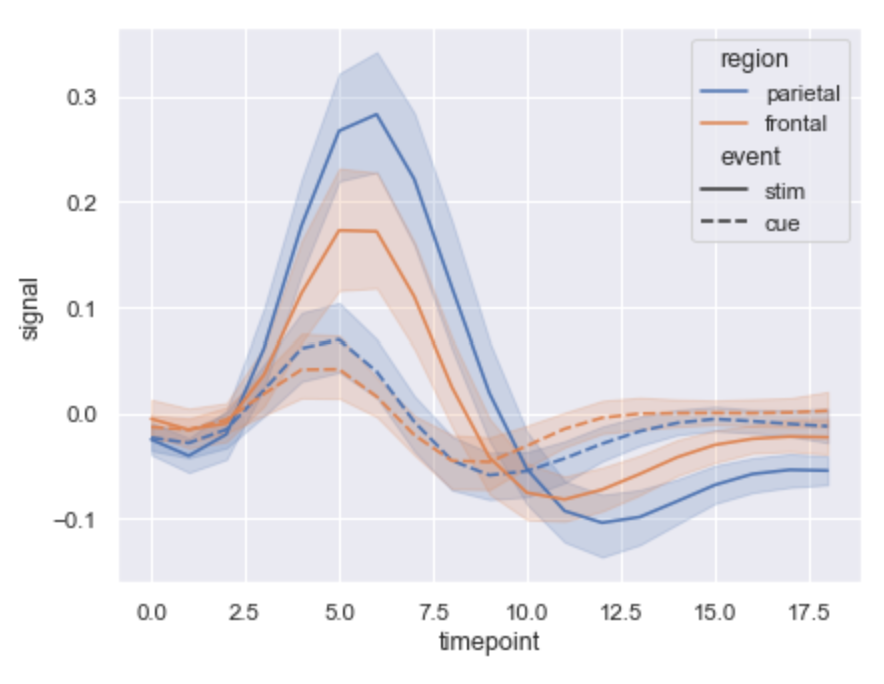 region
parietal
frontal
event
stim
cue
0.3
0.2
0.1
0.0
−0.1
signal
0.0 2.5 5.0 7.5 10.0 12.5 15.0 17.5
timepoint